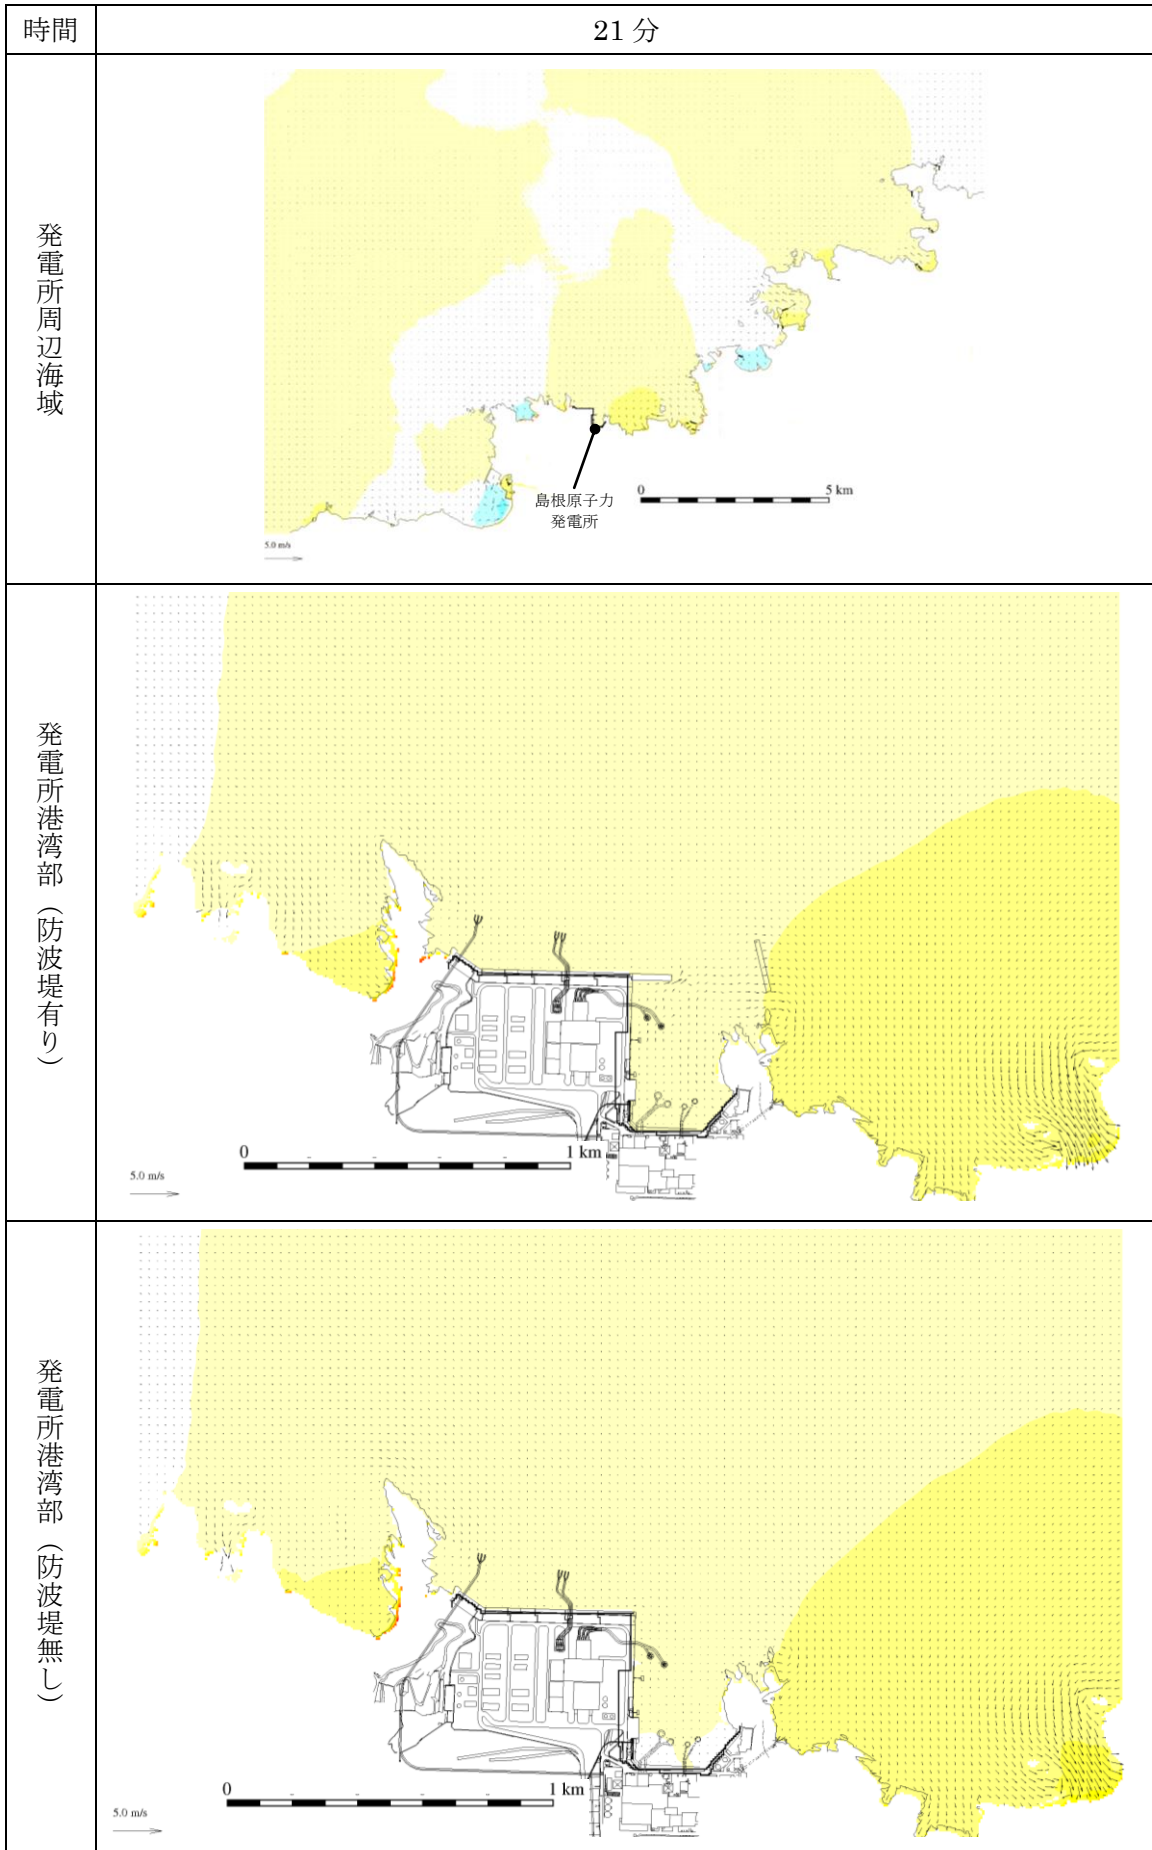 時間
21 分
発電所周辺海域
島根原子力
発電所
0
5 km
5.0 m/s
発電所港湾部（防波堤有り）
0
1 km
5.0 m/s
発電所港湾部（防波堤無し）
0
1 km
5.0 m/s